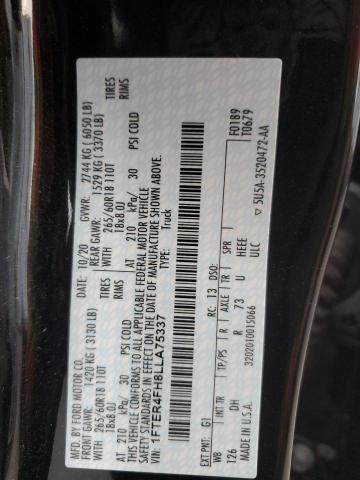 MFD. BY FORD MOTOR CO.
10/20
GVWR: 2744 KG ( 6050 LB)
FRONT GAWR: 1420 KG ( 3130 LB)
REAR GAWR: 1529 KG ( 3370 LB)
WITH 265/60R18 110T TIRES
WITH 265/60R18 110T TIRES
18x8.0J RIMS
18x8.0J RIMS
AT 210 kPa/ 30 PSI COLD
AT 210 kPa/ 30 PSI COLD
THIS VEHICLE CONFORMS TO ALL APPLICABLE FEDERAL MOTOR VEHICLE
SAFETY STANDARDS IN EFFECT ON THE DATE OF MANUFACTURE SHOWN ABOVE.
VIN: 1FTER4FH8LLA75337
TYPE: Truck
F0189
T0679
EXT PNT: G1 RC: 13 DSO:
WB INT TR TP/PS R AXLE TR SPR
126 DH R 73 U HEEE
MADE IN U.S.A. 3202010015066 ULC
5U5A-3520472-AA